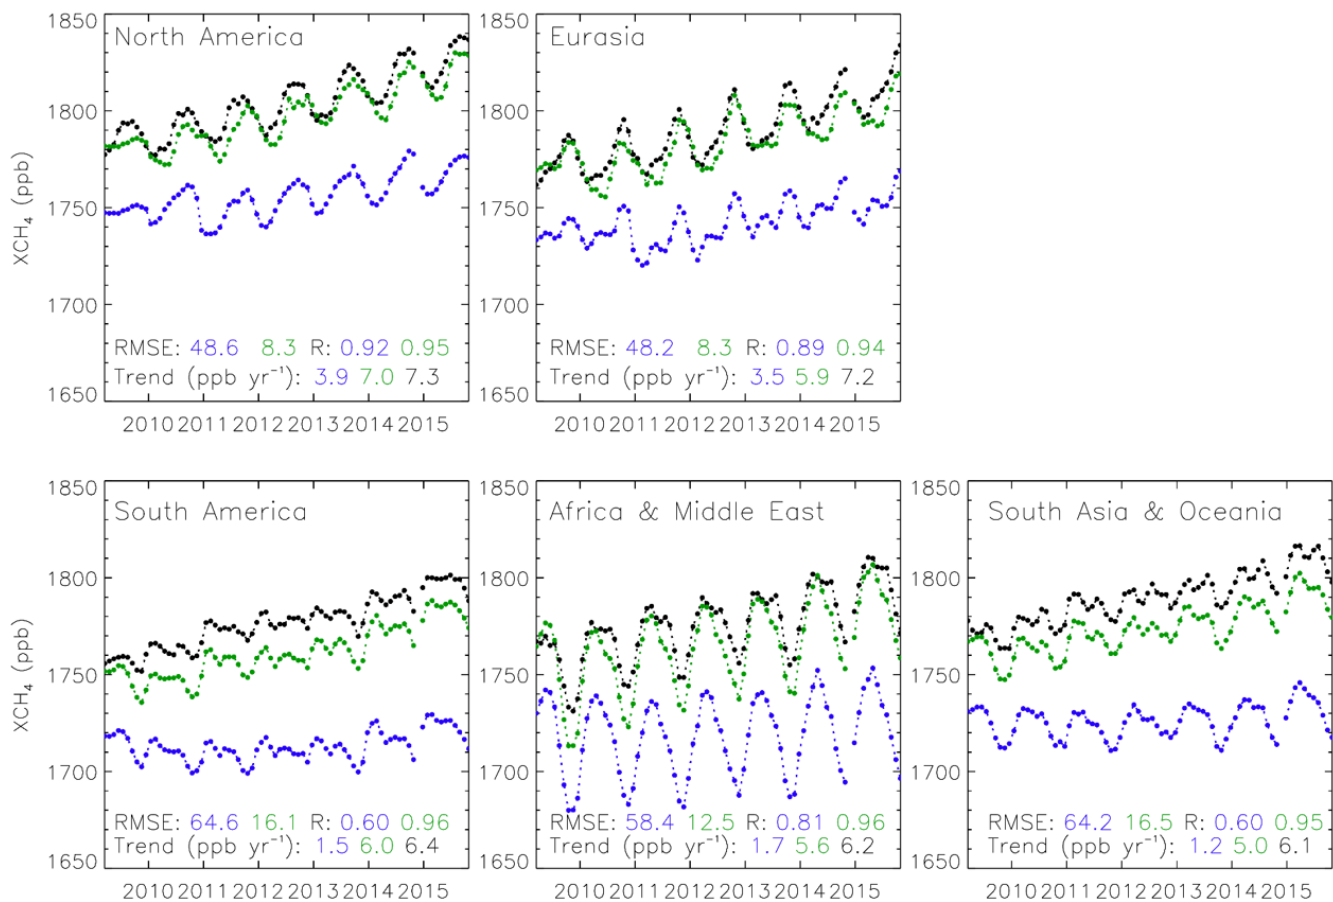 North America
1850
1800
1750
1700
1650
XCH₄ (ppb)
RMSE: 48.6 8.3 R: 0.92 0.95
Trend (ppb yr⁻¹): 3.9 7.0 7.3
2010 2011 2012 2013 2014 2015
Eurasia
1850
1800
1750
1700
1650
RMSE: 48.2 8.3 R: 0.89 0.94
Trend (ppb yr⁻¹): 3.5 5.9 7.2
2010 2011 2012 2013 2014 2015
South America
1850
1800
1750
1700
1650
XCH₄ (ppb)
RMSE: 64.6 16.1 R: 0.60 0.96
Trend (ppb yr⁻¹): 1.5 6.0 6.4
2010 2011 2012 2013 2014 2015
Africa & Middle East
1850
1800
1750
1700
1650
RMSE: 58.4 12.5 R: 0.81 0.96
Trend (ppb yr⁻¹): 1.7 5.6 6.2
2010 2011 2012 2013 2014 2015
South Asia & Oceania
1850
1800
1750
1700
1650
RMSE: 64.2 16.5 R: 0.60 0.95
Trend (ppb yr⁻¹): 1.2 5.0 6.1
2010 2011 2012 2013 2014 2015